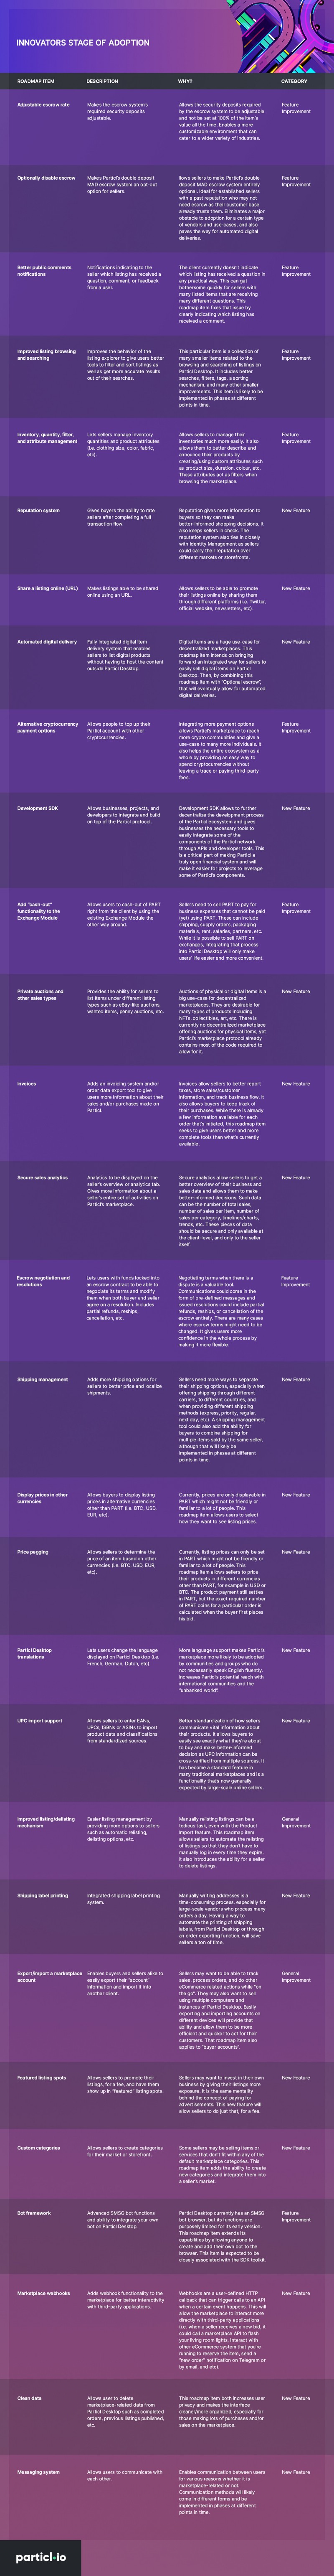 INNOVATORS STAGE OF ADOPTION
ROADMAP ITEM DESCRIPTION WHY? CATEGORY
Adjustable escrow rate
Makes the escrow system's
required security deposits
adjustable.
Allows the security deposits required
by the escrow system to be adjustable
and not be set at 100% of the item's
value all the time. Enables a more
customizable environment that can
cater to a wider variety of industries.
Feature
Improvement
Optionally disable escrow
Makes Particl's double deposit
MAD escrow system an opt-out
option for sellers.
llows sellers to make Particl's double
deposit MAD escrow system entirely
optional. Ideal for established sellers
with a past reputation who may not
need escrow as their customer base
already trusts them. Eliminates a major
obstacle to adoption for a certain type
of vendors and use-cases, and also
paves the way for automated digital
deliveries.
Feature
Improvement
Better public comments
notifications
Notifications indicating to the
seller which listing has received a
question, comment, or feedback
from a user.
The client currently doesn't indicate
which listing has received a question in
any practical way. This can get
bothersome quickly for sellers with
many listed items that are receiving
many different questions. This
roadmap item fixes that issue by
clearly indicating which listing has
received a comment.
Feature
Improvement
Improved listing browsing
and searching
Improves the behavior of the
listing explorer to give users better
tools to filter and sort listings as
well as get more accurate results
out of their searches.
This particular item is a collection of
many smaller items related to the
browsing and searching of listings on
Particl Desktop. It includes better
searches, filters, tags, a sorting
mechanism, and many other smaller
improvements. This item is likely to be
implemented in phases at different
points in time.
Feature
Improvement
Inventory, quantity, filter,
and attribute management
Lets sellers manage inventory
quantities and product attributes
(i.e. clothing size, color, fabric,
etc).
Allows sellers to manage their
inventories much more easily. It also
allows them to better describe and
announce their products by
creating/using custom attributes such
as product size, duration, colour, etc.
These attributes act as filters when
browsing the marketplace.
Feature
Improvement
Reputation system
Gives buyers the ability to rate
sellers after completing a full
transaction flow.
Reputation gives more information to
buyers so they can make
better-informed shopping decisions. It
also keeps sellers in check. The
reputation system also ties in closely
with Identity Management as sellers
could carry their reputation over
different markets or storefronts.
New Feature
Share a listing online (URL)
Makes listings able to be shared
online using an URL.
Allows sellers to be able to promote
their listings online by sharing them
through different platforms (i.e. Twitter,
official website, newsletters, etc).
New Feature
Automated digital delivery
Fully integrated digital item
delivery system that enables
sellers to list digital products
without having to host the content
outside Particl Desktop.
Digital items are a huge use-case for
decentralized marketplaces. This
roadmap item intends on bringing
forward an integrated way for sellers to
easily sell digital items on Particl
Desktop. Then, by combining this
roadmap item with "Optional escrow",
that will eventually allow for automated
digital deliveries.
New Feature
Alternative cryptocurrency
payment options
Allows people to top up their
Particl account with other
cryptocurrencies.
Integrating more payment options
allows Particl's marketplace to reach
more crypto communities and give a
use-case to many more individuals. It
also helps the entire ecosystem as a
whole by providing an easy way to
spend cryptocurrencies without
leaving a trace or paying third-party
fees.
Feature
Improvement
Development SDK
Allows businesses, projects, and
developers to integrate and build
on top of the Particl protocol.
Development SDK allows to further
decentralize the development process
of the Particl ecosystem and gives
businesses the necessary tools to
easily integrate some of the
components of the Particl network
through APIs and developer tools. This
is a critical part of making Particl a
truly open financial system and will
make it easier for projects to leverage
some of Particl's components.
New Feature
Add "cash-out"
functionality to the
Exchange Module
Allows users to cash-out of PART
right from the client by using the
existing Exchange Module the
other way around.
Sellers need to sell PART to pay for
business expenses that cannot be paid
(yet) using PART. These can include
shipping, supply orders, packaging
materials, rent, salaries, partners, etc.
While it is possible to sell PART on
exchanges, integrating that process
into Particl Desktop will only make
users' life easier and more convenient.
Feature
Improvement
Private auctions and
other sales types
Provides the ability for sellers to
list items under different listing
types such as eBay-like auctions,
wanted items, penny auctions, etc.
Auctions of physical or digital items is a
big use-case for decentralized
marketplaces. They are desirable for
many types of products including
NFTs, colecctibles, art, etc. There is
currently no decentralized marketplace
offering auctions for physical items, yet
Particl's marketplace protocol already
contains most of the code required to
allow for it.
New Feature
Invoices
Adds an invoicing system and/or
order data export tool to give
users more information about their
sales and/or purchases made on
Particl.
Invoices allow sellers to better report
taxes, store sales/customer
information, and track business flow. It
also allows buyers to keep track of
their purchases. While there is already
a few information available for each
order that's initiated, this roadmap item
seeks to give users better and more
complete tools than what's currently
available.
New Feature
Secure sales analytics
Analytics to be displayed on the
seller's overview or analytics tab.
Gives more information about a
seller's entire set of activities on
Particl's marketplace.
Secure analytics allow sellers to get a
better overview of their business and
sales data and allows them to make
better-informed decisions. Such data
can be the number of total sales,
number of sales per item, number of
sales per category, timelines/charts,
trends, etc. These pieces of data
should be secure and only available at
the client-level, and only to the seller
itself.
New Feature
Escrow negotiation and
resolutions
Lets users with funds locked into
an escrow contract to be able to
negotiate its terms and modify
them when both buyer and seller
agree on a resolution. Includes
partial refunds, reships,
cancellation, etc.
Negotiating terms when there is a
dispute is a valuable tool.
Communications could come in the
form of pre-defined messages and
issued resolutions could include partial
refunds, reships, or cancellation of the
escrow entirely. There are many cases
where escrow terms might need to be
changed. It gives users more
confidence in the whole process by
making it more flexible.
Feature
Improvement
Shipping management
Adds more shipping options for
sellers to better price and localize
shipments.
Sellers need more ways to separate
their shipping options, especially when
offering shipping through different
carriers, to different countries, and
when providing different shipping
methods (express, priority, regular,
next day, etc). A shipping management
tool could also add the ability for
buyers to combine shipping for
multiple items sold by the same seller,
although that will likely be
implemented in phases at different
points in time.
New Feature
Display prices in other
currencies
Allows buyers to display listing
prices in alternative currencies
other than PART (i.e. BTC, USD,
EUR, etc).
Currently, prices are only displayable in
PART which might not be friendly or
familiar to a lot of people. This
roadmap item allows users to select
how they want to see listing prices.
New Feature
Price pegging
Allows sellers to determine the
price of an item based on other
currencies (i.e. BTC, USD, EUR,
etc).
Currently, listing prices can only be set
in PART which might not be friendly or
familiar to a lot of people. This
roadmap item allows sellers to price
their products in different currencies
other than PART, for example in USD or
BTC. The product payment still settles
in PART, but the exact required number
of PART coins for a particular order is
calculated when the buyer first places
his bid.
New Feature
Particl Desktop
translations
Lets users change the language
displayed on Particl Desktop (i.e.
French, German, Dutch, etc).
More language support makes Particl's
marketplace more likely to be adopted
by communities and groups who do
not necessarily speak English fluently.
Increases Particl's potential reach with
international communities and the
"unbanked world".
New Feature
UPC import support
Allows sellers to enter EANs,
UPCs, ISBNs or ASINs to import
product data and classifications
from standardized sources.
Better standardization of how sellers
communicate vital information about
their products. It allows buyers to
easily see exactly what they're about
to buy and make better-informed
decision as UPC information can be
cross-verified from multiple sources. It
has become a standard feature in
many traditional marketplaces and is a
functionality that's now generally
expected by large-scale online sellers.
New Feature
Improved listing/delisting
mechanism
Easier listing management by
providing more options to sellers
such as automatic relisting,
delisting options, etc.
Manually relisting listings can be a
tedious task, even with the Product
Import feature. This roadmap item
allows sellers to automate the relisting
of listings so that they don't have to
manually log in every time they expire.
It also introduces the ability for a seller
to delete listings.
General
Improvement
Shipping label printing
Integrated shipping label printing
system.
Manually writing addresses is a
time-consuming process, especially for
large-scale vendors who process many
orders a day. Having a way to
automate the printing of shipping
labels, from Particl Desktop or through
an order exporting function, will save
sellers a ton of time.
New Feature
Export/Import a marketplace
account
Enables buyers and sellers alike to
easily export their "account"
information and import it into
another client.
Sellers may want to be able to track
sales, process orders, and do other
eCommerce related actions while "on
the go". They may also want to sell
using multiple computers and
instances of Particl Desktop. Easily
exporting and importing accounts on
different devices will provide that
ability and allow them to be more
efficient and quicker to act for their
customers. That roadmap item also
applies to "buyer accounts".
General
Improvement
Featured listing spots
Allows sellers to promote their
listings, for a fee, and have them
show up in "featured" listing spots.
Sellers may want to invest in their own
business by giving their listings more
exposure. It is the same mentality
behind the concept of paying for
advertisements. This new feature will
allow sellers to do just that, for a fee.
New Feature
Custom categories
Allows sellers to create categories
for their market or storefront.
Some sellers may be selling items or
services that don't fit within any of the
default marketplace categories. This
roadmap item adds the ability to create
new categories and integrate them into
a seller's market.
New Feature
Bot framework
Advanced SMSG bot functions
and ability to integrate your own
bot on Particl Desktop.
Particl Desktop currently has an SMSG
bot browser, but its functions are
purposely limited for its early version.
This roadmap item extends its
capabilities by allowing anyone to
create and add their own bot to the
browser. This item is expected to be
closely associated with the SDK toolkit.
Feature
Improvement
Marketplace webhooks
Adds webhook functionality to the
marketplace for better interactivity
with third-party applications.
Webhooks are a user-defined HTTP
callback that can trigger calls to an API
when a certain event happens. This will
allow the marketplace to interact more
directly with third-party applications
(i.e. when a seller receives a new bid, it
could call a marketplace API to flash
your living room lights, interact with
other eCommerce system that you're
running to reserve the item, send a
"new order" notification on Telegram or
by email, and etc).
New Feature
Clean data
Allows user to delete
marketplace-related data from
Particl Desktop such as completed
orders, previous listings published,
etc.
This roadmap item both increases user
privacy and makes the interface
cleaner/more organized, especially for
those making lots of purchases and/or
sales on the marketplace.
New Feature
Messaging system
Allows users to communicate with
each other.
Enables communication between users
for various reasons whether it is
marketplace-related or not.
Communication methods will likely
come in different forms and be
implemented in phases at different
points in time.
New Feature
particl.io